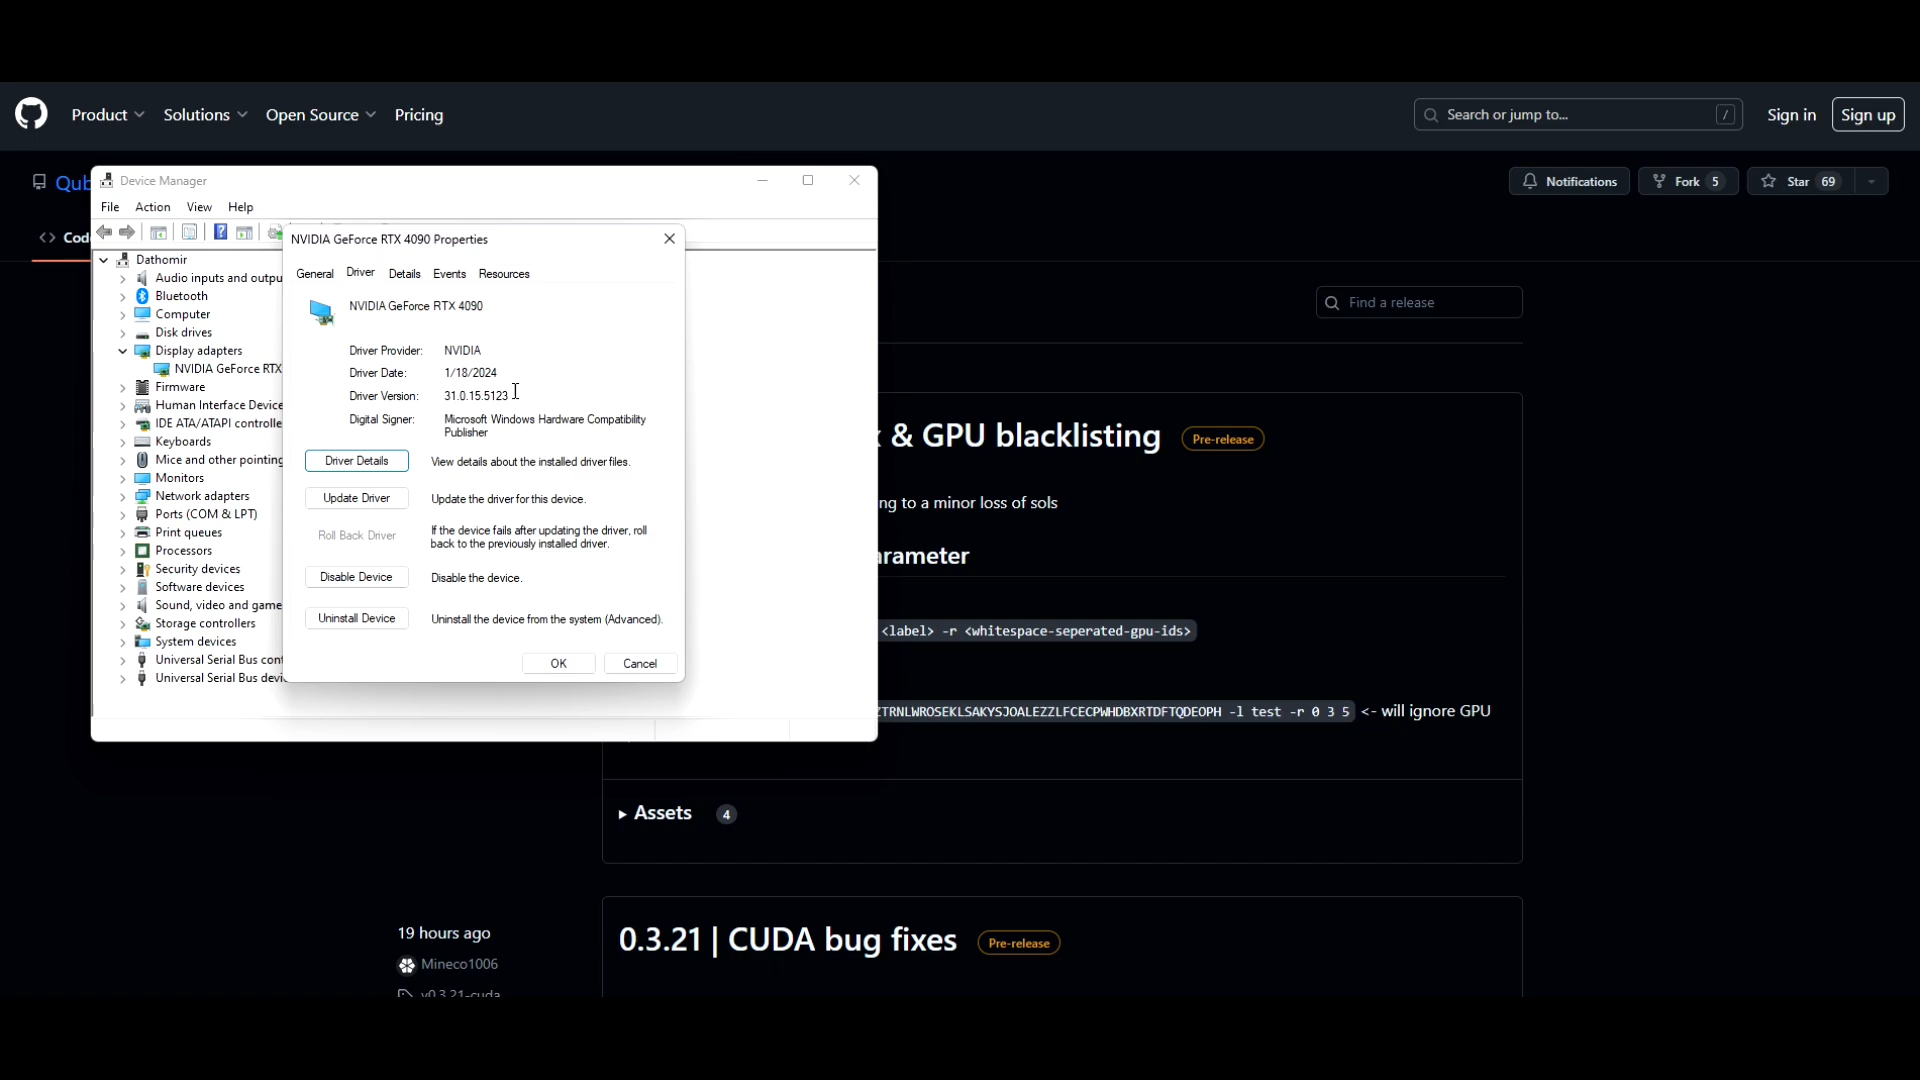 Product
Solutions
Open Source
Pricing
Search or jump to...
/
Sign in
Sign up
Qub
Notifications
Fork 5
Star 69
Cod
Device Manager
File Action View Help
Dathomir
Audio inputs and outpu
Bluetooth
Computer
Disk drives
Display adapters
NVIDIA GeForce RTX
Firmware
Human Interface Device
IDE ATA/ATAPI controlle
Keyboards
Mice and other pointing
Monitors
Network adapters
Ports (COM & LPT)
Print queues
Processors
Security devices
Software devices
Sound, video and game
Storage controllers
System devices
Universal Serial Bus con
Universal Serial Bus devi
NVIDIA GeForce RTX 4090 Properties
General Driver Details Events Resources
NVIDIA GeForce RTX 4090
Driver Provider: NVIDIA
Driver Date: 1/18/2024
Driver Version: 31.0.15.5123
Digital Signer: Microsoft Windows Hardware Compatibility
Publisher
Driver Details View details about the installed driver files.
Update Driver Update the driver for this device.
Roll Back Driver If the device fails after updating the driver, roll
back to the previously installed driver.
Disable Device Disable the device.
Uninstall Device Uninstall the device from the system (Advanced).
OK Cancel
Find a release
& GPU blacklisting Pre-release
ng to a minor loss of sols
arameter
<label> -r <whitespace-seperated-gpu-ids>
ZTRNLWROSEKLSAKYSJOALEZZLFCECPWHDBXRTDFTQDEOPH -l test -r 0 3 5 <- will ignore GPU
Assets 4
19 hours ago
Mineco1006
v0.3.21-cuda
0.3.21 | CUDA bug fixes Pre-release